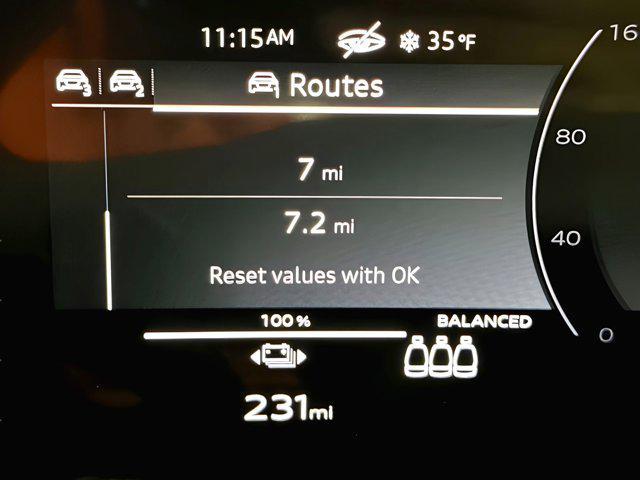 11:15AM 35°F
3 2 1 Routes
16
7 mi
80
7.2 mi
40
Reset values with OK
100% BALANCED
0
231mi